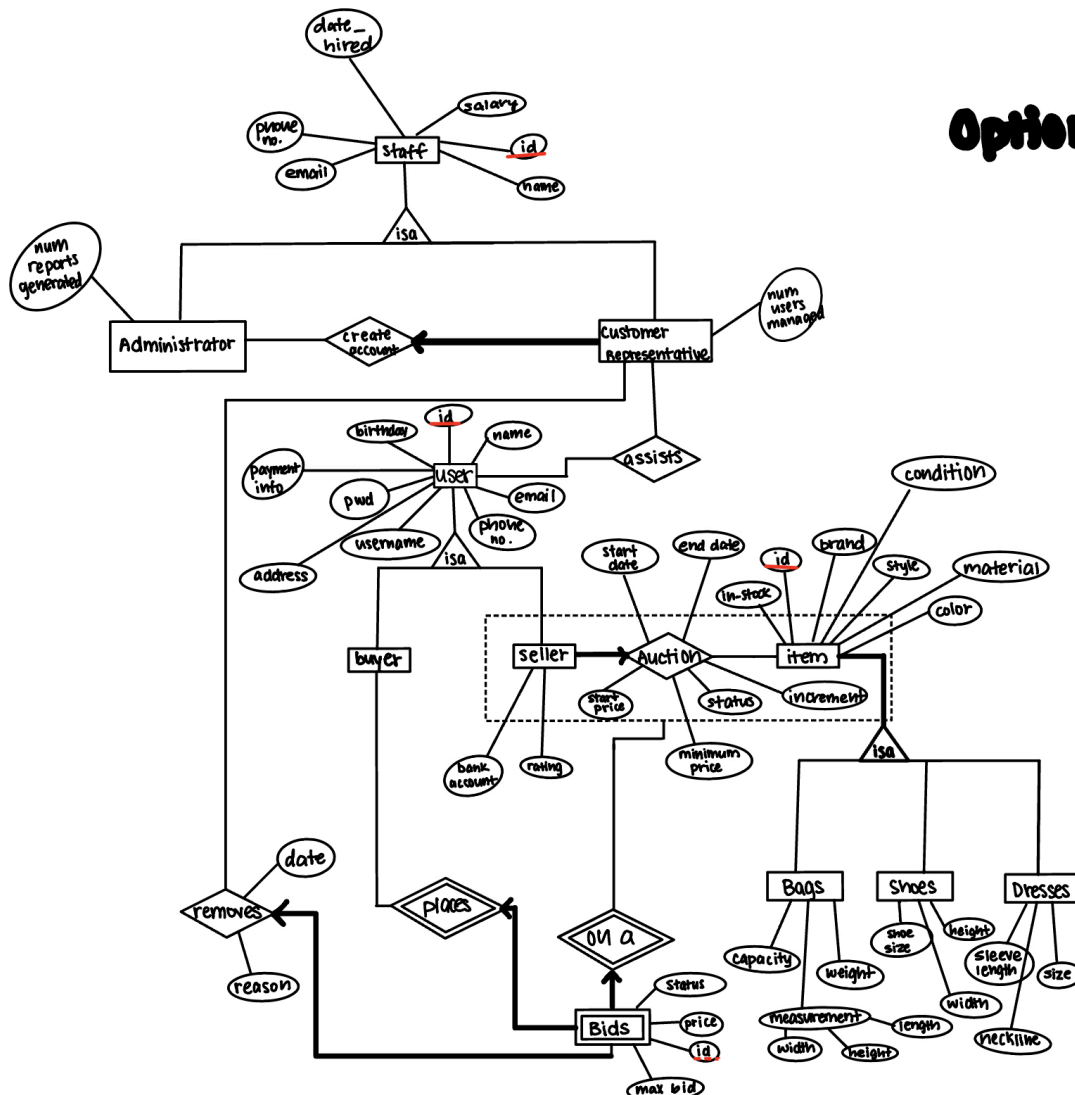 date_
hired
Option
salary
phone
no.
staff
id
email
name
isa
num
reports
generated
num
users
managed
Administrator
create
account
Customer
Representative
id
birthday
name
payment
info
user
assists
pwd
email
condition
username
phone
no.
address
isa
start
date
end date
id
brand
style
material
in-stock
color
buyer
seller
Auction
item
start
price
status
increment
bank
account
rating
minimum
price
isa
date
Bags
Shoes
Dresses
removes
places
on a
capacity
weight
shoe
size
height
sleeve
length
size
reason
status
width
measurement
length
Bids
price
width
height
neckline
id
max bid